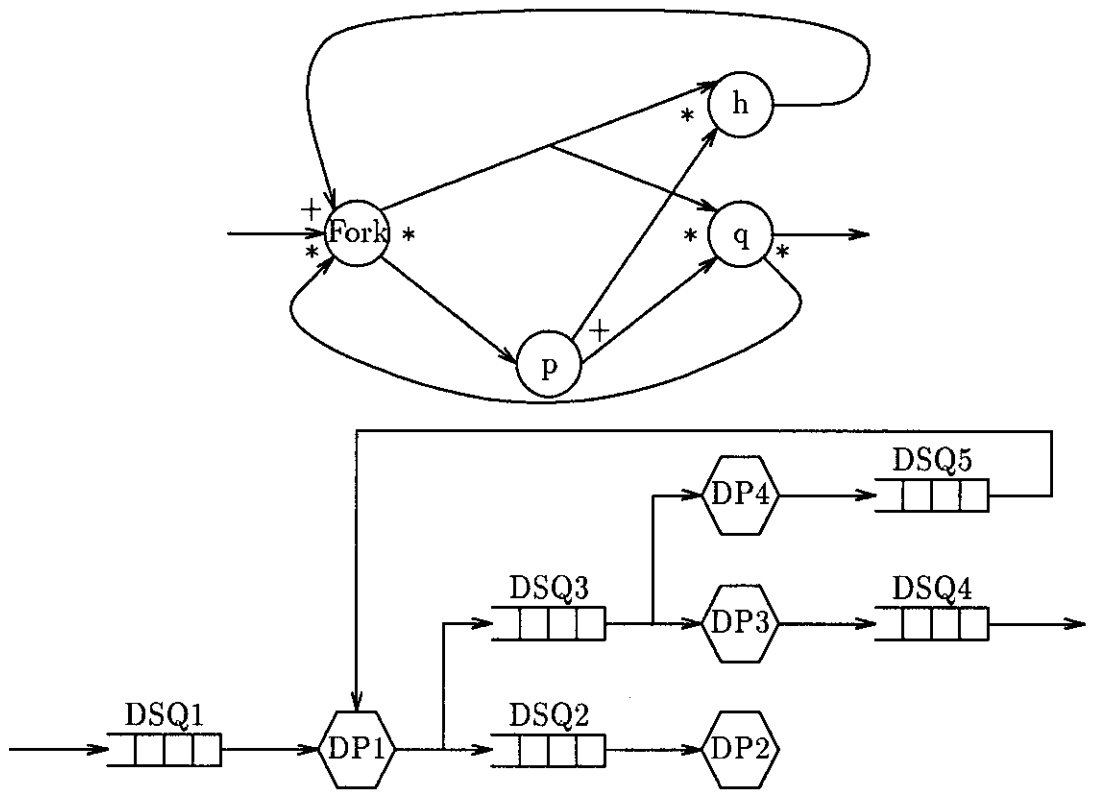 h
*
+
Fork
*
*
*
q
*
+
p
DSQ5
DP4
DSQ3
DSQ4
DP3
DSQ1
DSQ2
DP1
DP2